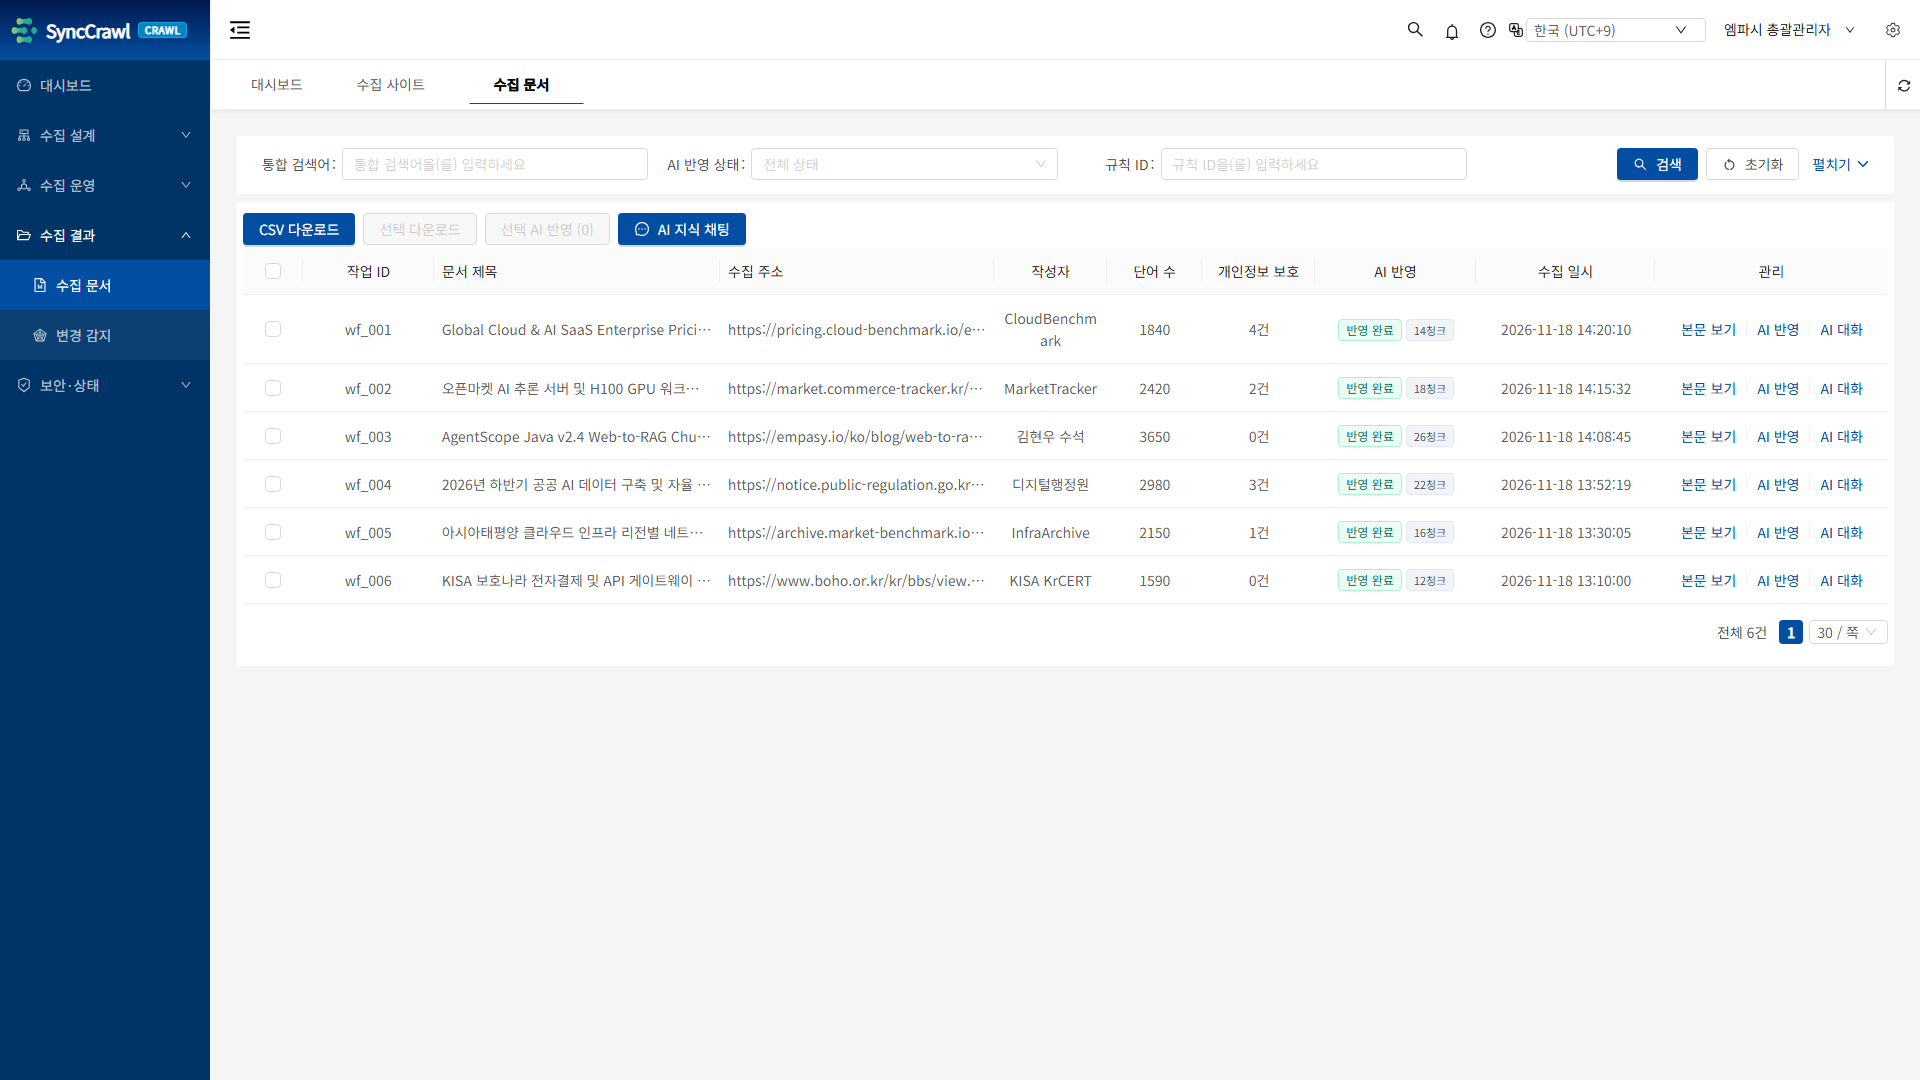 SyncCrawl CRAWL
한국 (UTC+9)
엠파시 총괄관리자
대시보드
수집 설계
수집 운영
수집 결과
수집 문서
변경 감지
보안·상태
대시보드
수집 사이트
수집 문서
통합 검색어:
통합 검색어을(를) 입력하세요
AI 반영 상태:
전체 상태
규칙 ID:
규칙 ID을(를) 입력하세요
검색
초기화
펼치기
CSV 다운로드
선택 다운로드
선택 AI 반영 (0)
AI 지식 채팅
작업 ID 문서 제목 수집 주소 작성자 단어 수 개인정보 보호 AI 반영 수집 일시 관리
wf_001 Global Cloud & AI SaaS Enterprise Prici··· https://pricing.cloud-benchmark.io/e··· CloudBenchm
ark 1840 4건 반영 완료 14청크 2026-11-18 14:20:10 본문 보기 AI 반영 AI 대화
wf_002 오픈마켓 AI 추론 서버 및 H100 GPU 워크··· https://market.commerce-tracker.kr/··· MarketTracker 2420 2건 반영 완료 18청크 2026-11-18 14:15:32 본문 보기 AI 반영 AI 대화
wf_003 AgentScope Java v2.4 Web-to-RAG Chu··· https://empasy.io/ko/blog/web-to-ra··· 김현우 수석 3650 0건 반영 완료 26청크 2026-11-18 14:08:45 본문 보기 AI 반영 AI 대화
wf_004 2026년 하반기 공공 AI 데이터 구축 및 자율 ··· https://notice.public-regulation.go.kr··· 디지털행정원 2980 3건 반영 완료 22청크 2026-11-18 13:52:19 본문 보기 AI 반영 AI 대화
wf_005 아시아태평양 클라우드 인프라 리전별 네트··· https://archive.market-benchmark.io··· InfraArchive 2150 1건 반영 완료 16청크 2026-11-18 13:30:05 본문 보기 AI 반영 AI 대화
wf_006 KISA 보호나라 전자결제 및 API 게이트웨이 ··· https://www.boho.or.kr/kr/bbs/view.··· KISA KrCERT 1590 0건 반영 완료 12청크 2026-11-18 13:10:00 본문 보기 AI 반영 AI 대화
전체 6건 1 30 / 쪽